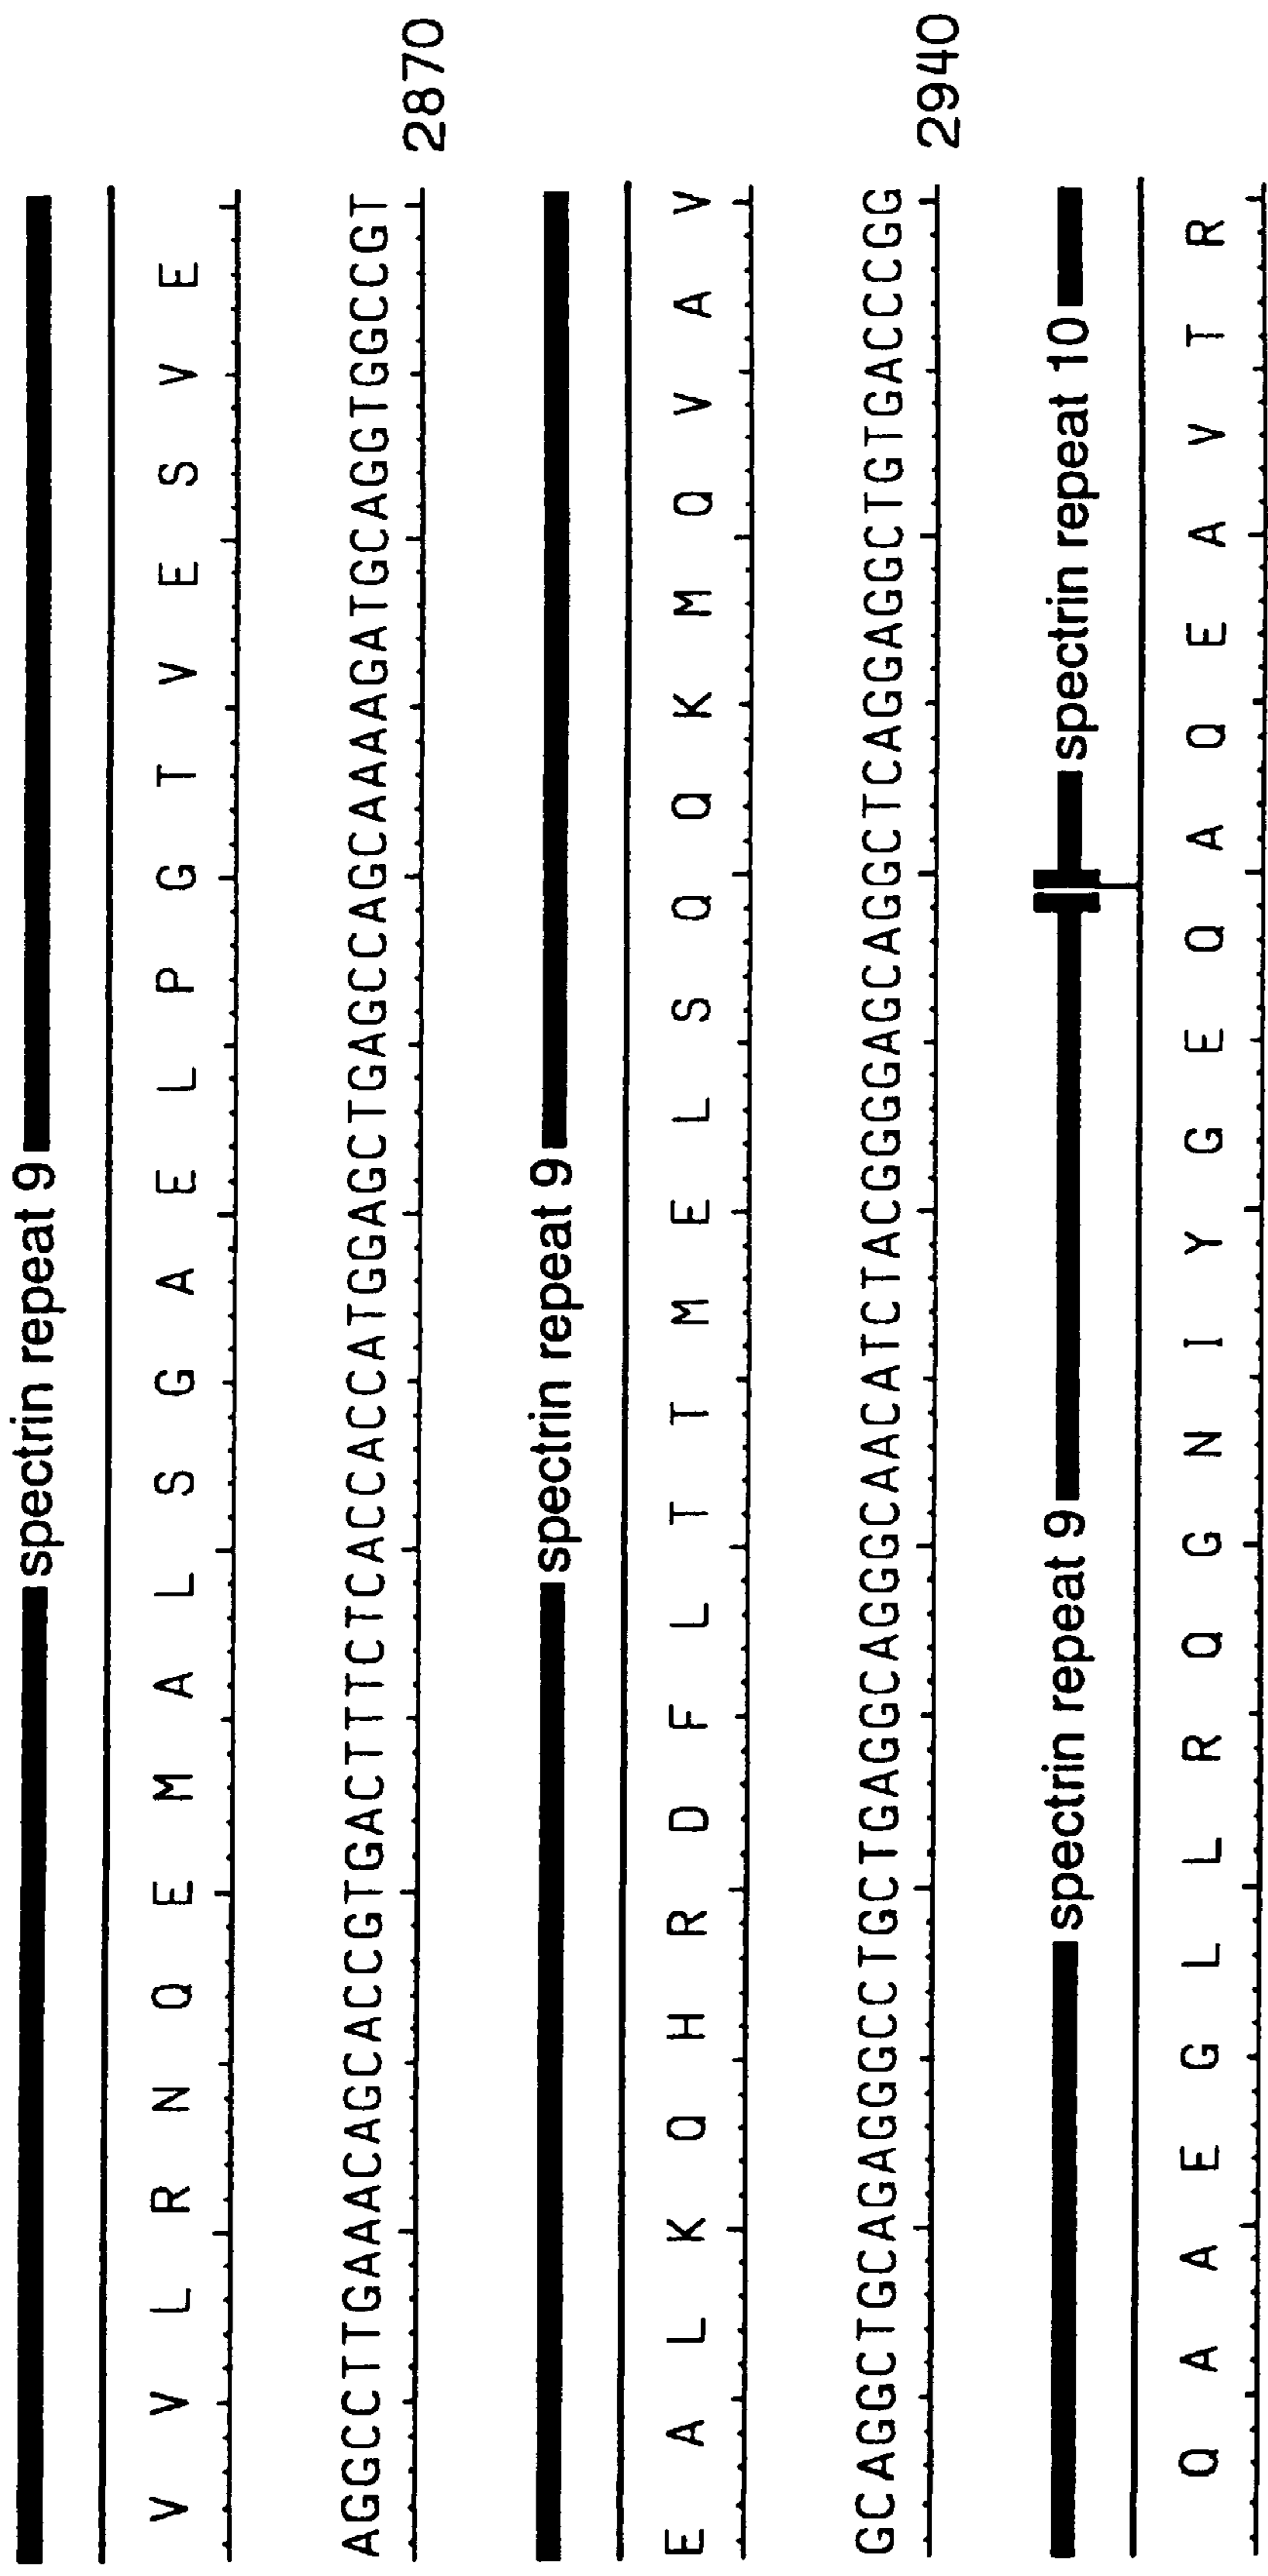 spectrin repeat 9
V V L R N Q E M A L S G A E L P G T V E S V E
AGGCCTTGAAACAGCACCGTGACTTTCTCACCACCATGGAGCTGAGCCAGCAAAAGATGCAGGTGGCCGT 2870
spectrin repeat 9
E A L K Q H R D F L T T M E L S Q Q K M Q V A V
GCAGGCTGCAGAGGGCCTGCTGAGGCAGGGCAACATCTACGGGGAGCAGGCTCAGGAGGCTGTGACCCGG 2940
spectrin repeat 9 spectrin repeat 10
Q A A E G L L R Q G N I Y G E Q A Q E A V T R